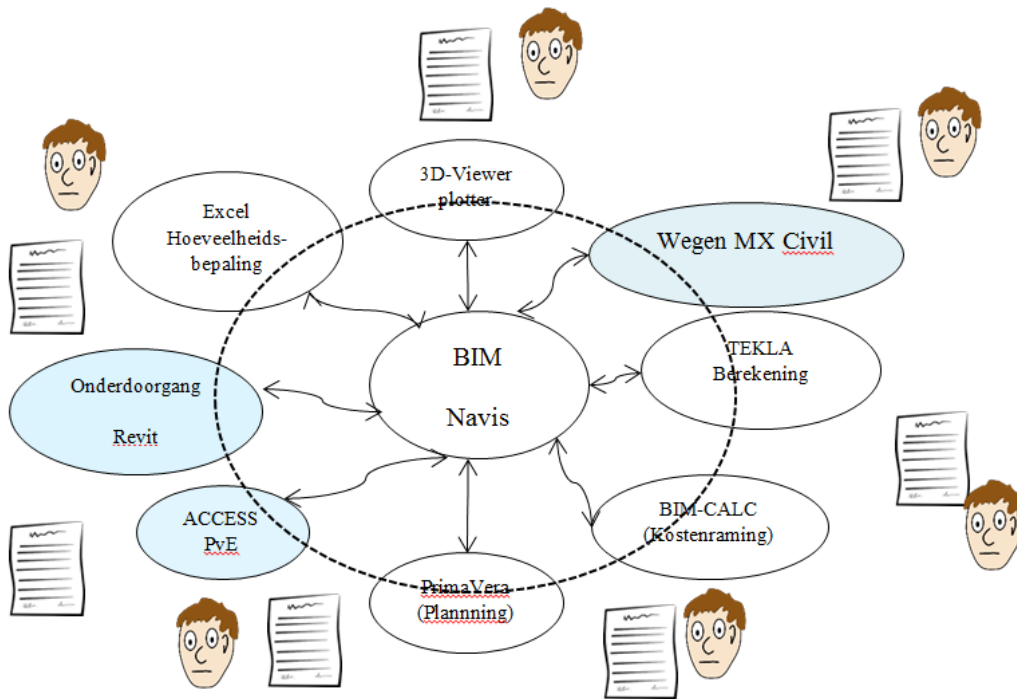 3D-Viewer
plotter
Excel
Hoeveelheids-
bepaling
Wegen MX Civil
BIM
Navis
TEKLA
Berekening
Onderdoorgang
Revit
ACCESS
PvE
BIM-CALC
(Kostenraming)
PrimaVera
(Plannning)